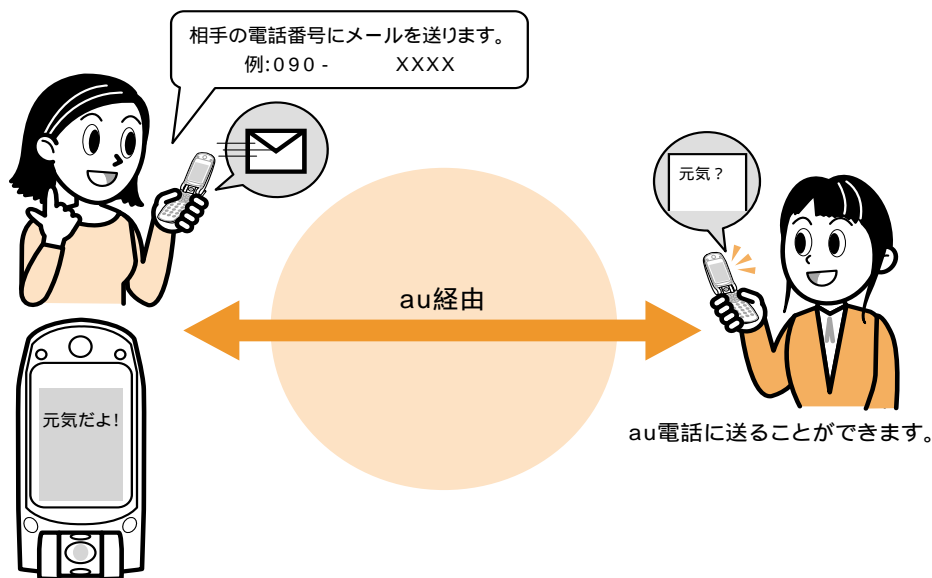 相手の電話番号にメールを送ります。
例:090- XXXX
元気？
au経由
元気だよ!
au電話に送ることができます。